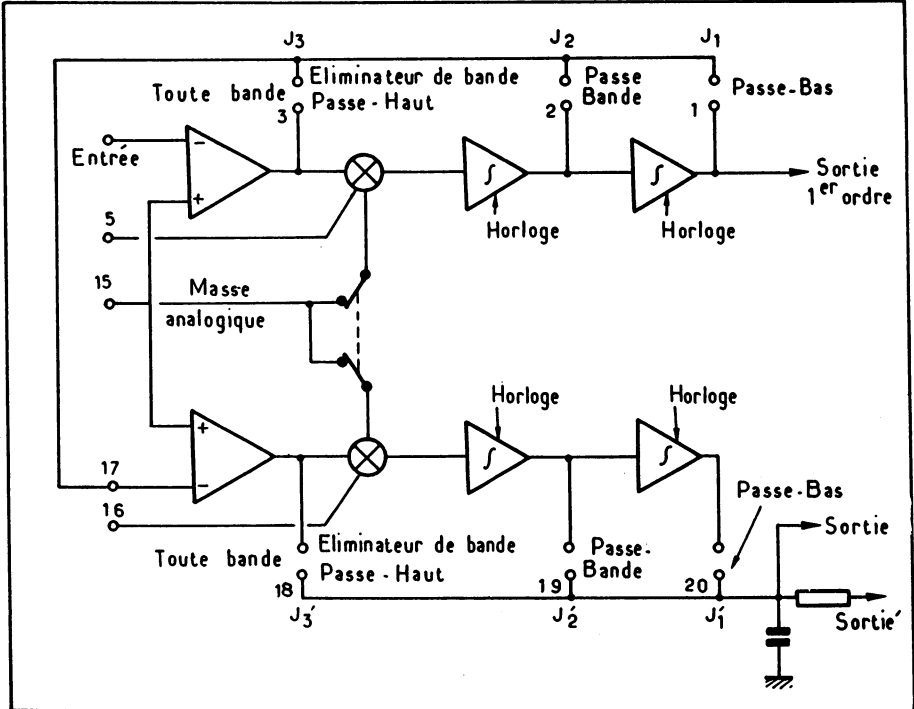 J3 J2 J1
Toute bande
Eliminateur de bande
Passe-Haut
3
Passe
Bande
2
Passe-Bas
1
Entrée
−
+
∫
∫
Sortie
1er ordre
Horloge
Horloge
5
15
Masse
analogique
Horloge
Horloge
+
−
∫
∫
17
16
Passe-Bas
Sortie
Toute bande
Eliminateur de bande
Passe-Haut
18
Passe-
Bande
19
20
Sortie'
J3' J2' J1'